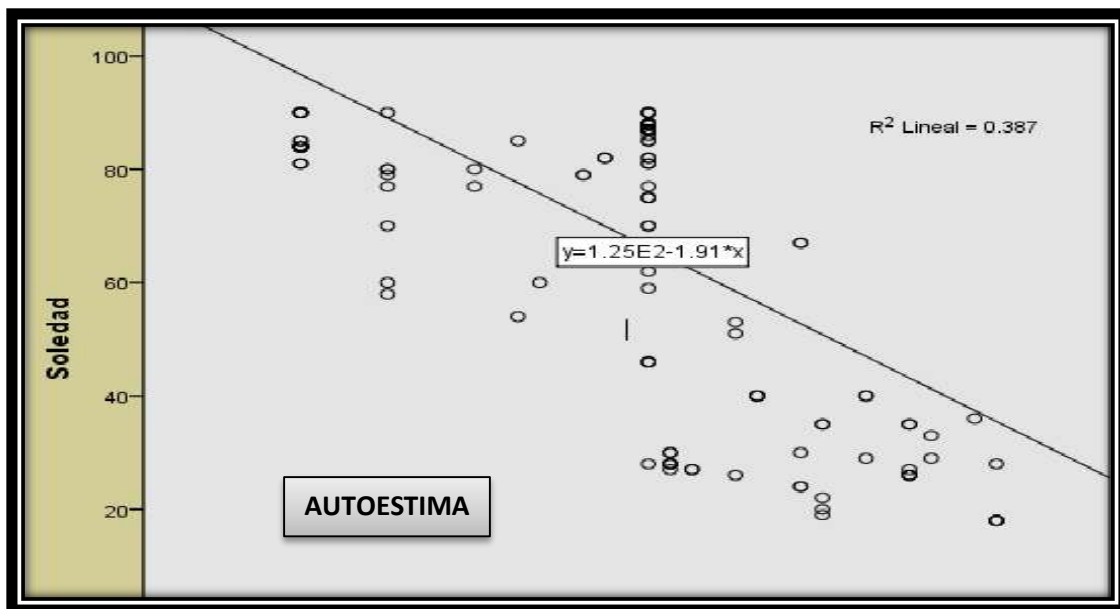 100
R² Lineal = 0.387
80
y=1.25E2-1.91*x
60
Soledad
40
AUTOESTIMA
20